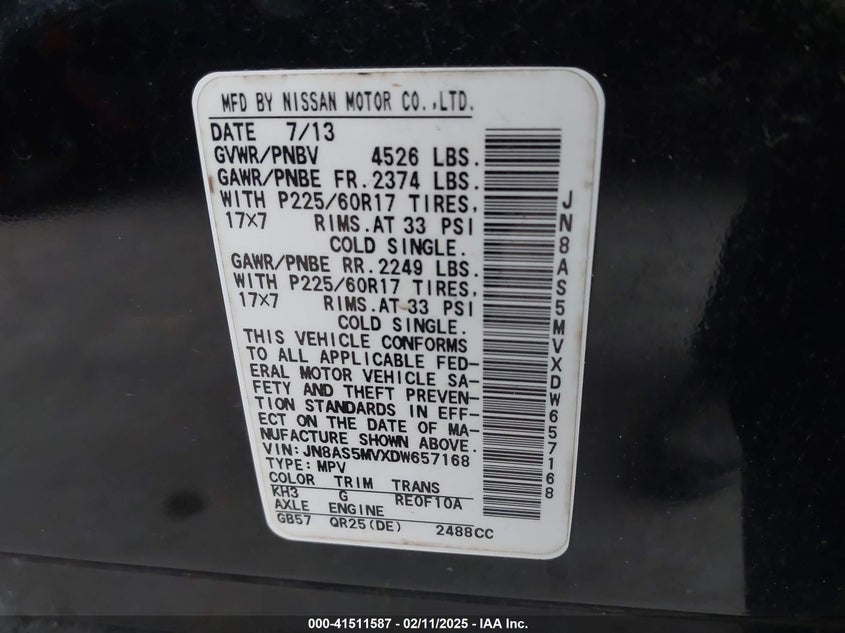 MFD BY NISSAN MOTOR CO.,LTD.
DATE 7/13
GVWR/PNBV 4526 LBS.
GAWR/PNBE FR.2374 LBS.
WITH P225/60R17 TIRES,
17X7 RIMS.AT 33 PSI
COLD SINGLE.
GAWR/PNBE RR.2249 LBS.
WITH P225/60R17 TIRES,
17X7 RIMS.AT 33 PSI
COLD SINGLE.
THIS VEHICLE CONFORMS
TO ALL APPLICABLE FED-
ERAL MOTOR VEHICLE SA-
FETY AND THEFT PREVEN-
TION STANDARDS IN EFF-
ECT ON THE DATE OF MA-
NUFACTURE SHOWN ABOVE.
VIN:JN8AS5MVXDW657168
TYPE:MPV
COLOR TRIM TRANS
KH3 G RE0F10A
AXLE ENGINE
GB57 QR25(DE) 2488CC
JN8AS5MVXDW657168
000-41511587 - 02/11/2025 - IAA Inc.